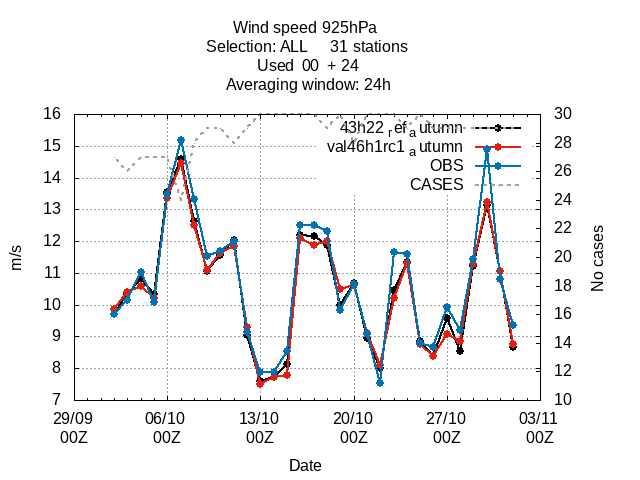 Wind speed 925hPa
Selection: ALL 31 stations
Used 00 + 24
Averaging window: 24h
16 30
43h22 ref autumn
15 28
val46h1rc1 autumn
OBS
14 26
CASES
24
13
22
12
20
m/s
No cases
11
18
10
16
9
14
8
12
7 10
29/09 06/10 13/10 20/10 27/10 03/11
00Z 00Z 00Z 00Z 00Z 00Z
Date